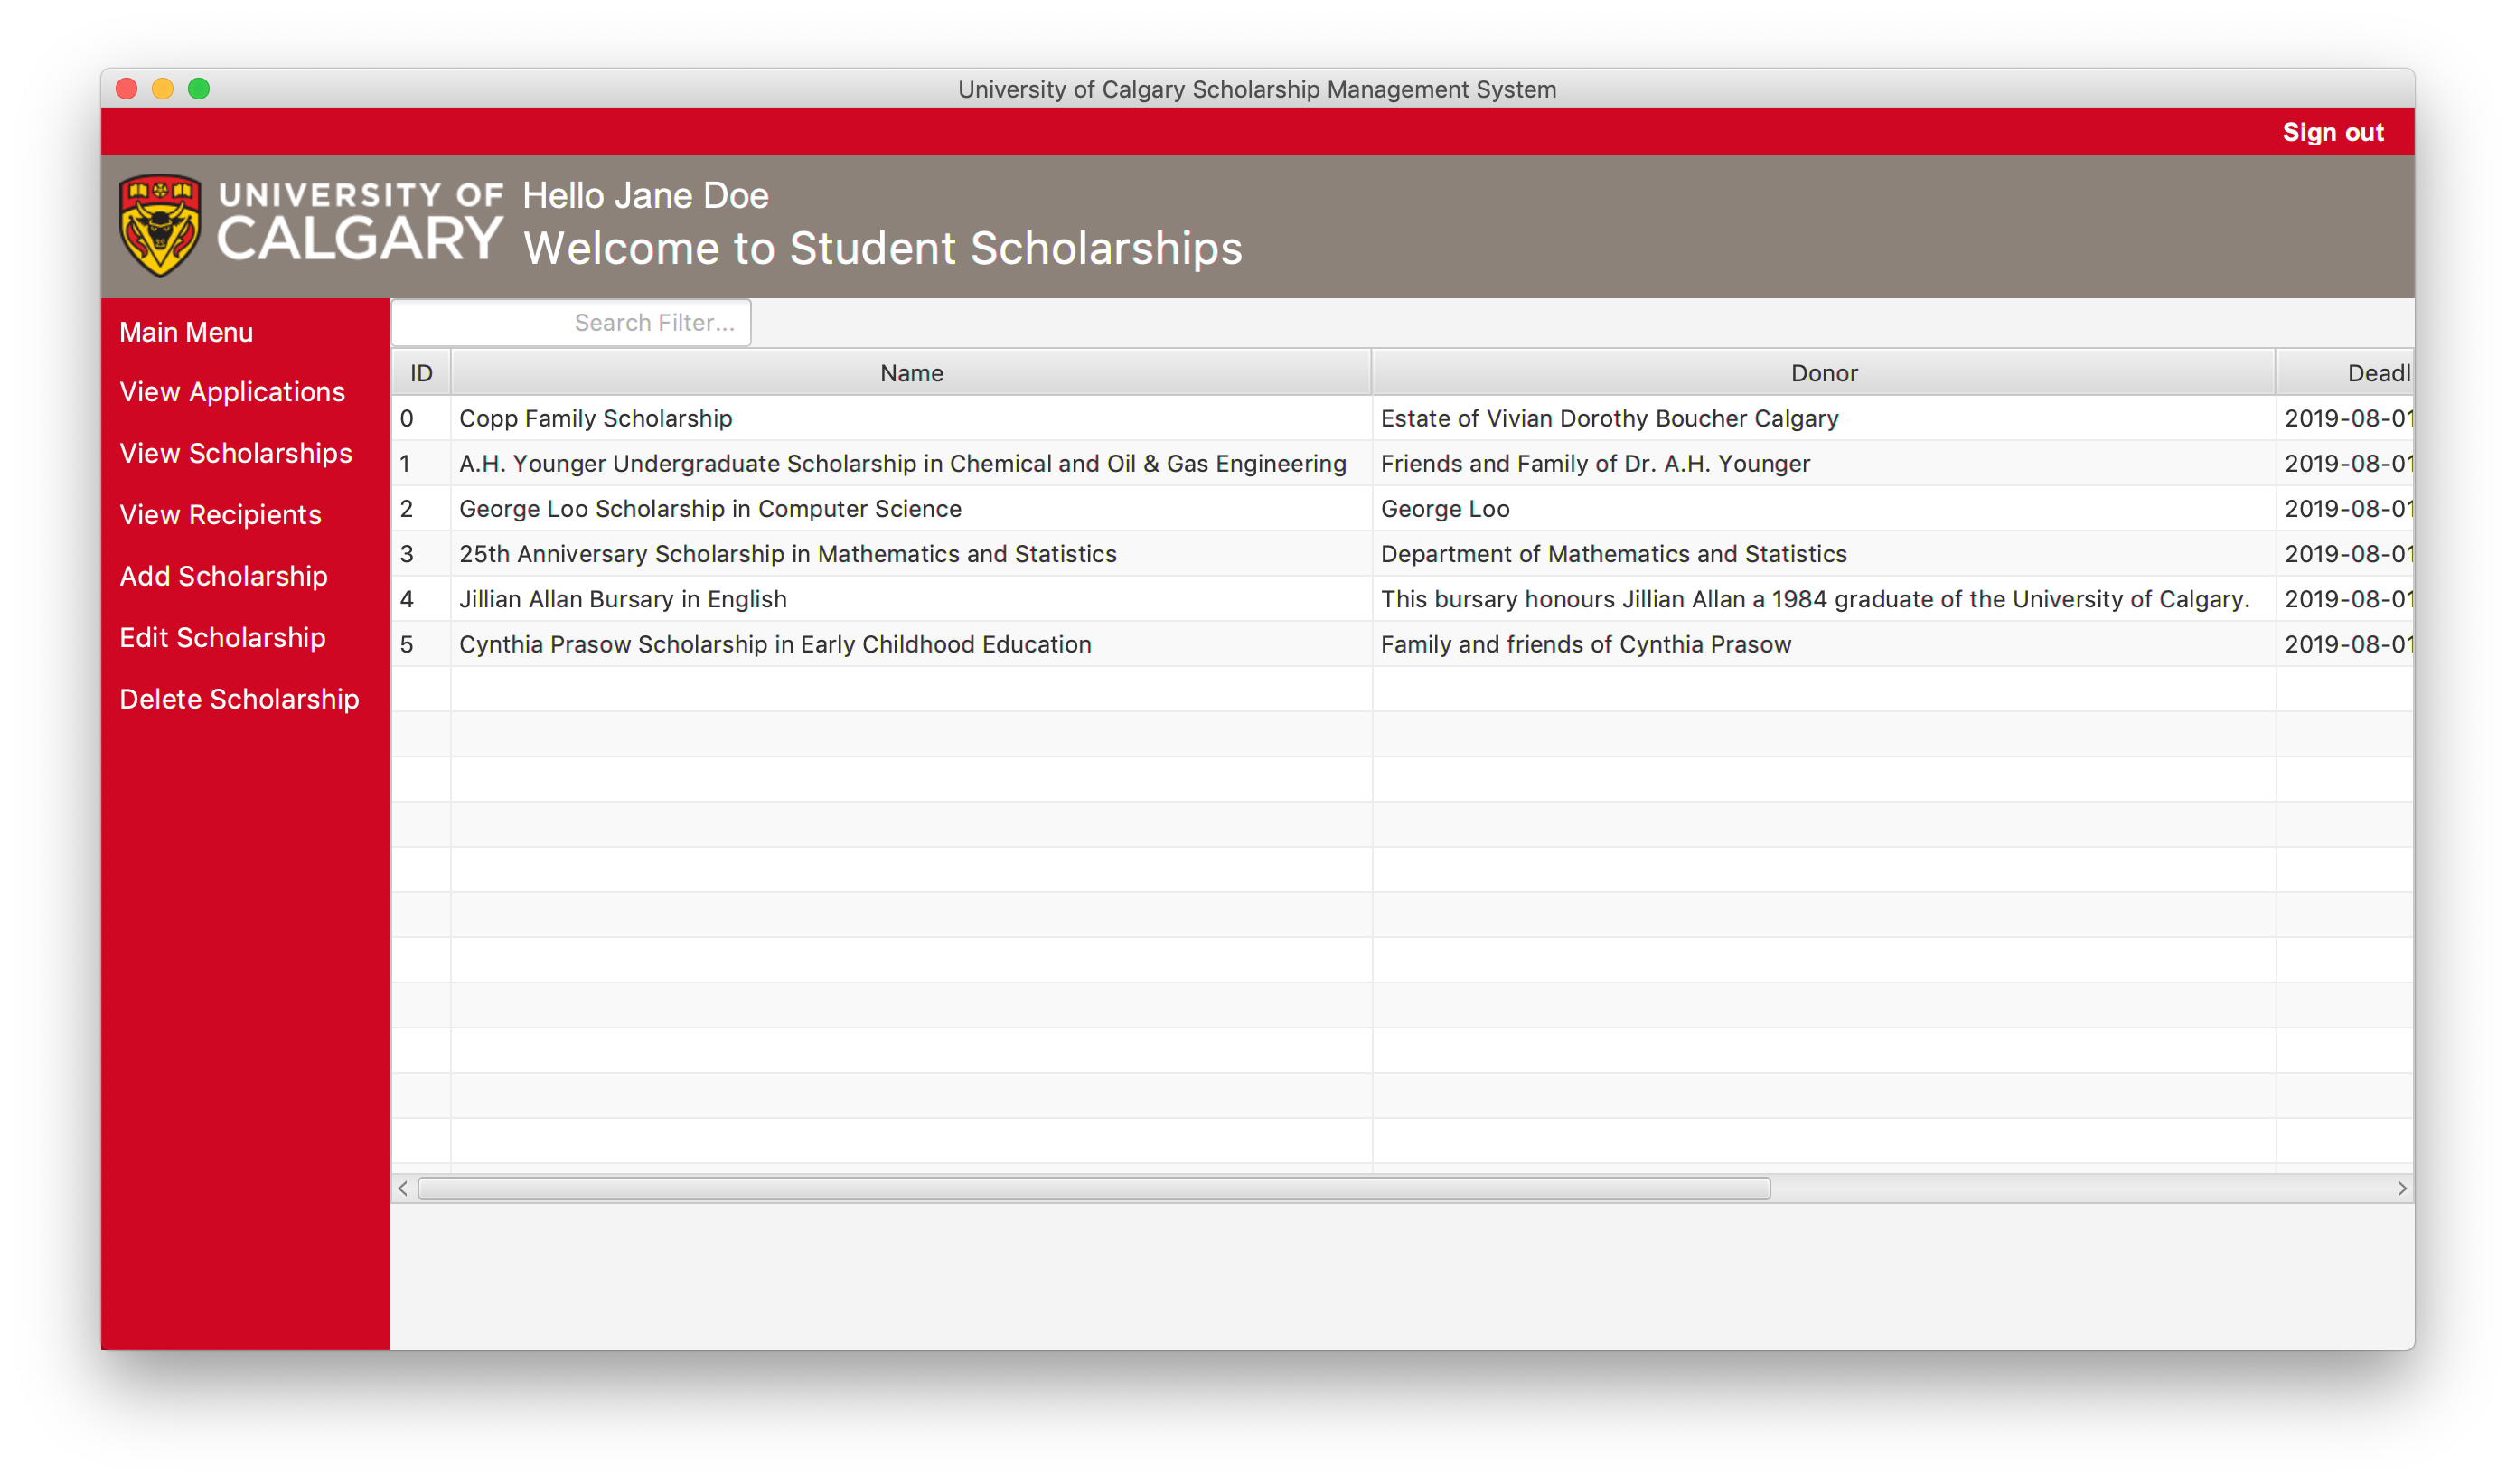 University of Calgary Scholarship Management System
Sign out
UNIVERSITY OF
CALGARY
Hello Jane Doe
Welcome to Student Scholarships
Main Menu
View Applications
View Scholarships
View Recipients
Add Scholarship
Edit Scholarship
Delete Scholarship
Search Filter...
ID Name Donor Deadl
0 Copp Family Scholarship Estate of Vivian Dorothy Boucher Calgary 2019-08-01
1 A.H. Younger Undergraduate Scholarship in Chemical and Oil & Gas Engineering Friends and Family of Dr. A.H. Younger 2019-08-01
2 George Loo Scholarship in Computer Science George Loo 2019-08-01
3 25th Anniversary Scholarship in Mathematics and Statistics Department of Mathematics and Statistics 2019-08-01
4 Jillian Allan Bursary in English This bursary honours Jillian Allan a 1984 graduate of the University of Calgary. 2019-08-01
5 Cynthia Prasow Scholarship in Early Childhood Education Family and friends of Cynthia Prasow 2019-08-01